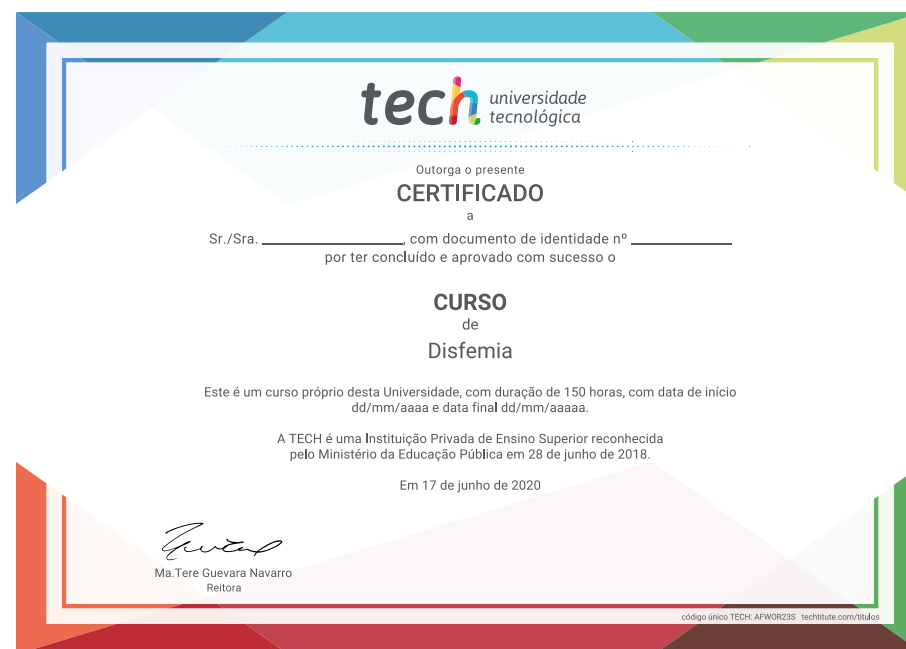 tech universidade
tecnológica
Outorga o presente
CERTIFICADO
a
Sr./Sra. ____________, com documento de identidade nº ____________
por ter concluído e aprovado com sucesso o
CURSO
de
Disfemia
Este é um curso próprio desta Universidade, com duração de 150 horas, com data de início
dd/mm/aaaa e data final dd/mm/aaaaa.
A TECH é uma Instituição Privada de Ensino Superior reconhecida
pelo Ministério da Educação Pública em 28 de junho de 2018.
Em 17 de junho de 2020
Ma.Tere Guevara Navarro
Reitora
código único TECH: AFWOR23S techtitute.com/titulos